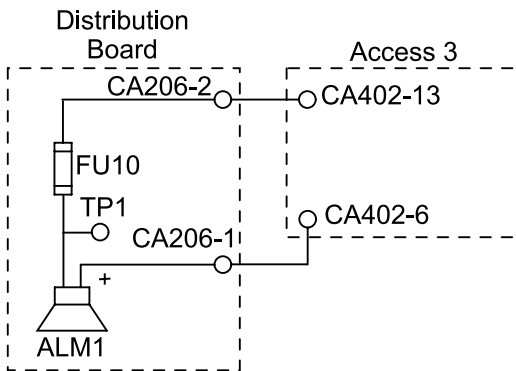 Distribution
Board
Access 3
CA206-2
CA402-13
FU10
TP1
CA402-6
CA206-1
+
ALM1